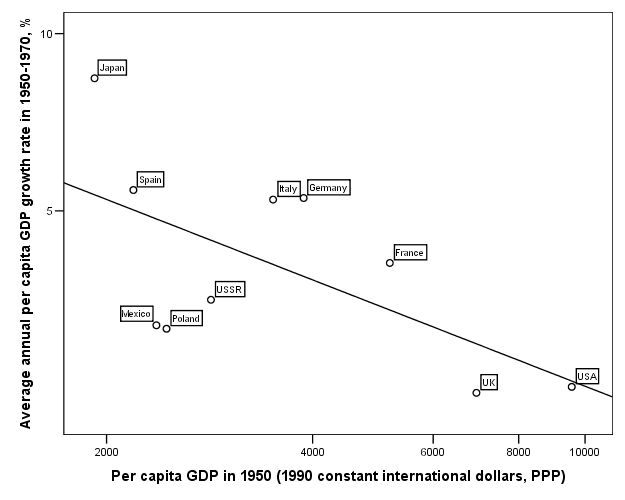 Average annual per capita GDP growth rate in 1950-1970, %
10
5
Japan
Spain
Italy
Germany
France
USSR
Mexico
Poland
UK
USA
2000
4000
6000
8000
10000
Per capita GDP in 1950 (1990 constant international dollars, PPP)